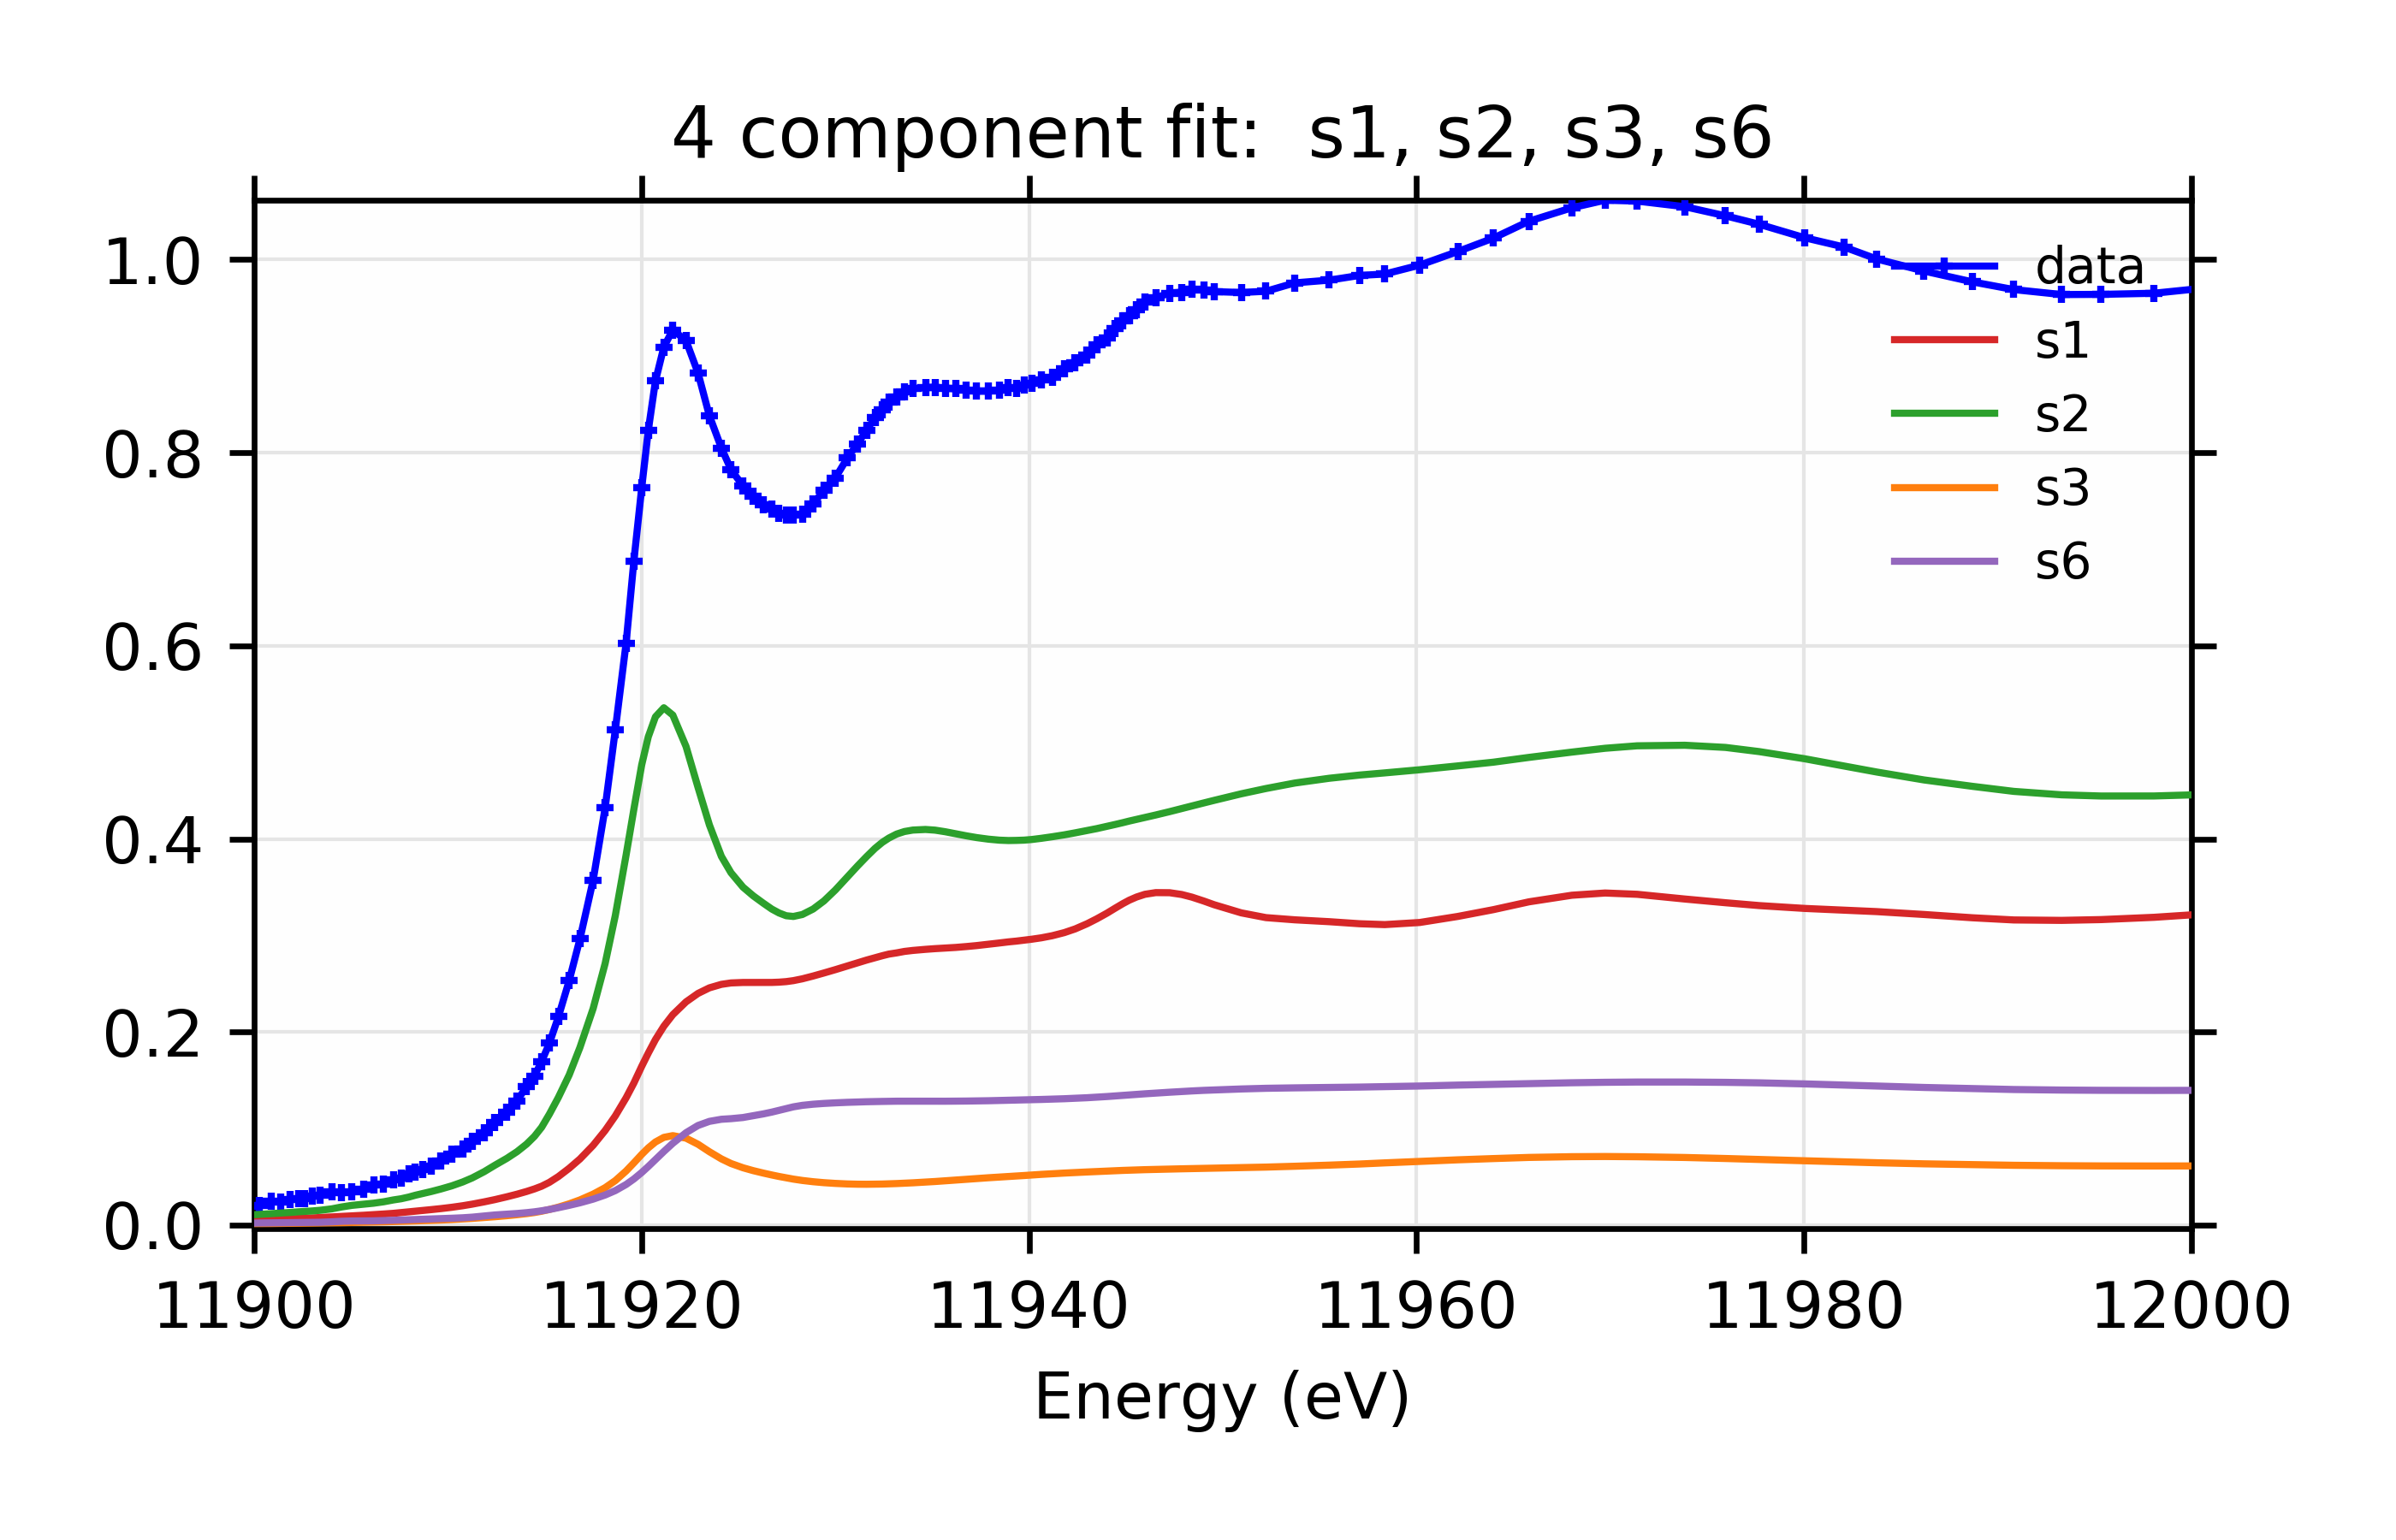 4 component fit:  s1, s2, s3, s6
1.0
0.8
0.6
0.4
0.2
0.0
data
s1
s2
s3
s6
11900 11920 11940 11960 11980 12000
Energy (eV)